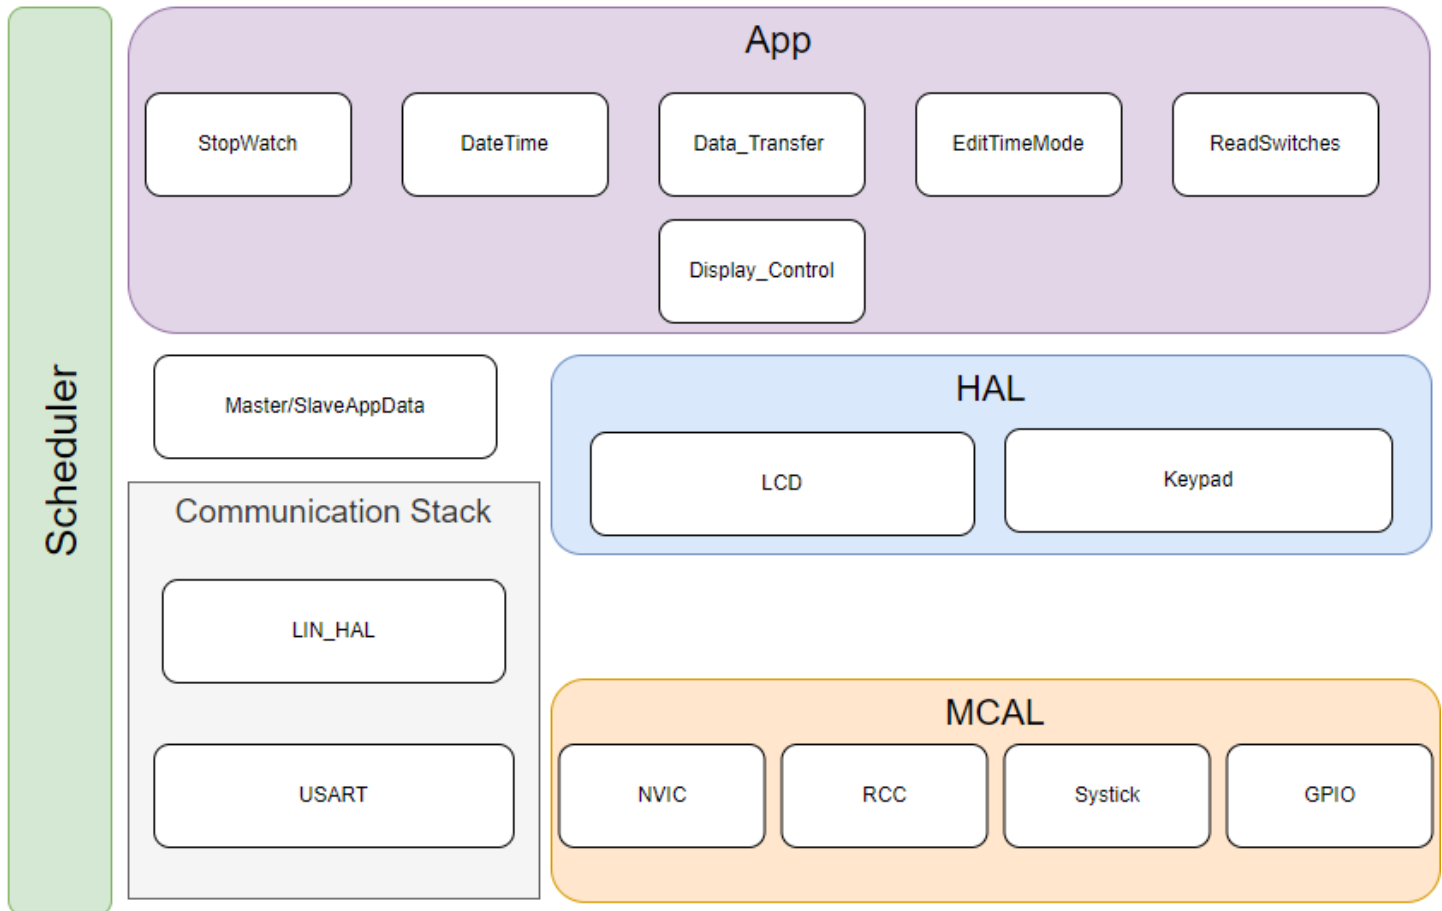 Scheduler
App
StopWatch
DateTime
Data_Transfer
EditTimeMode
ReadSwitches
Display_Control
Master/SlaveAppData
HAL
LCD
Keypad
Communication Stack
LIN_HAL
USART
MCAL
NVIC
RCC
Systick
GPIO